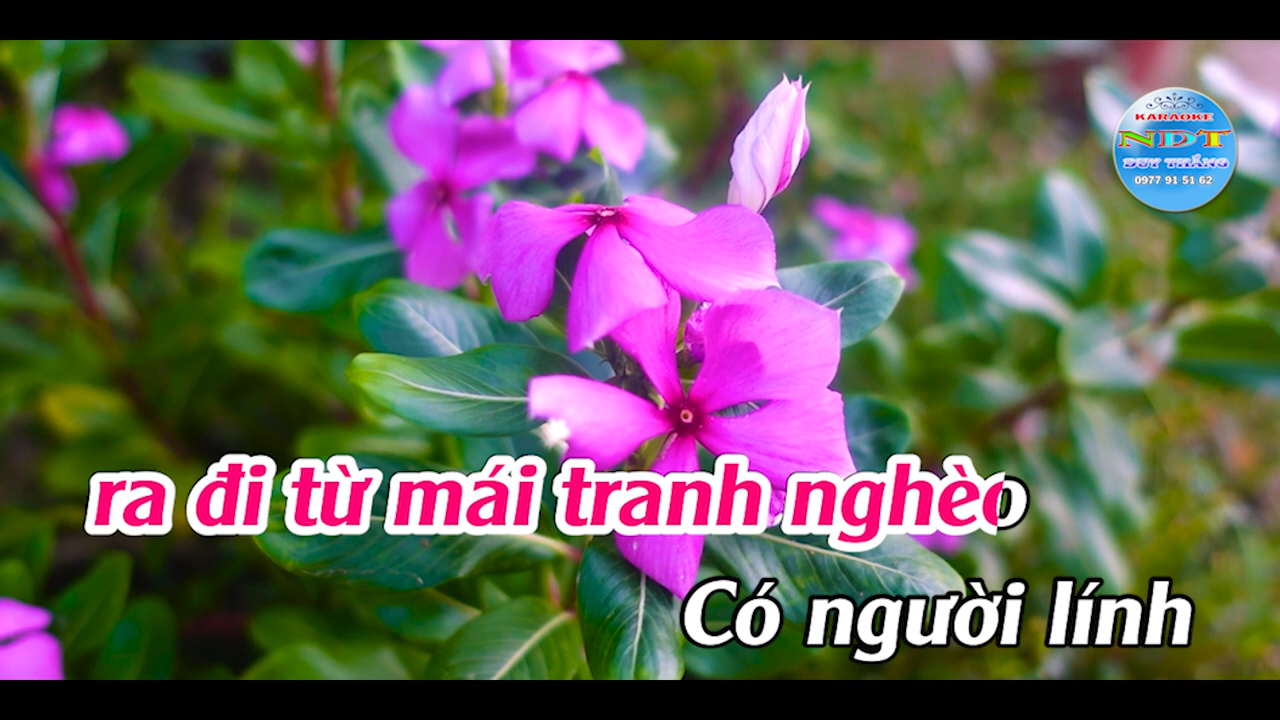 KARAOKE
NDT
DUY THẮNG
0977 91 51 62
ra đi từ mái tranh nghèo
Có người lính